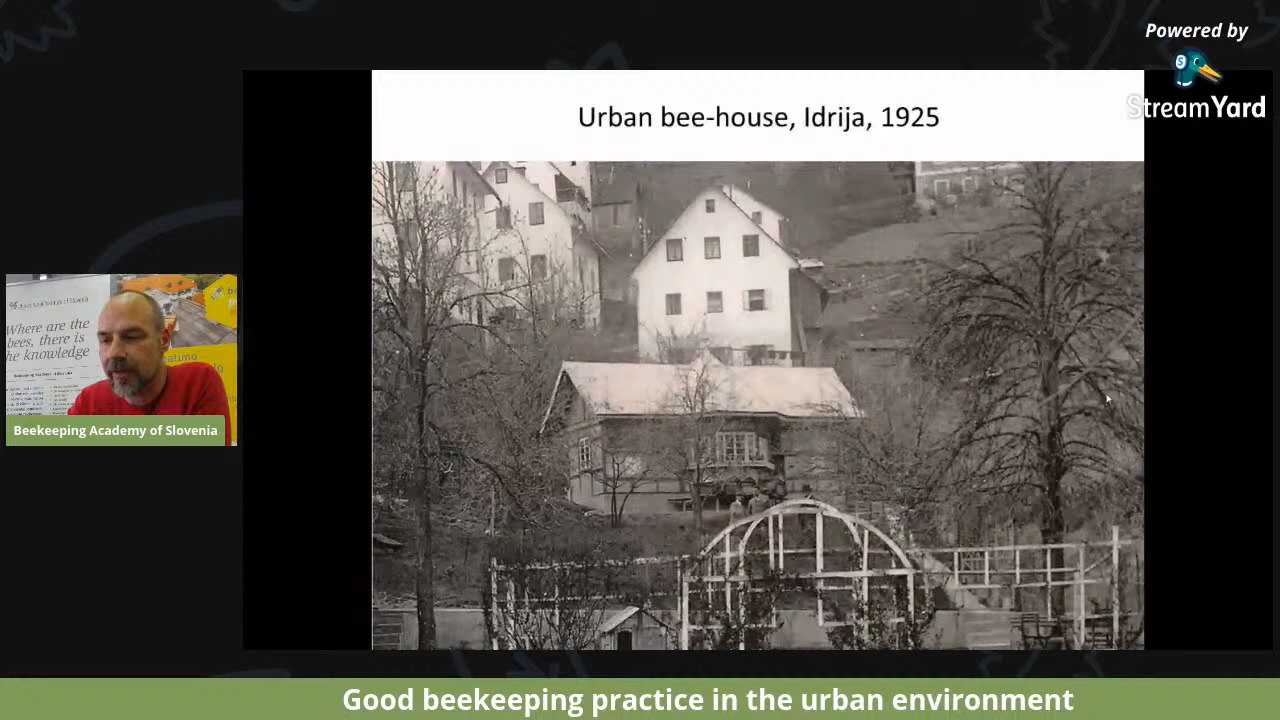 Powered by
StreamYard
Urban bee-house, Idrija, 1925
Where are the
bees, there is
the knowledge
Beekeeping Academy of Slovenia
Good beekeeping practice in the urban environment